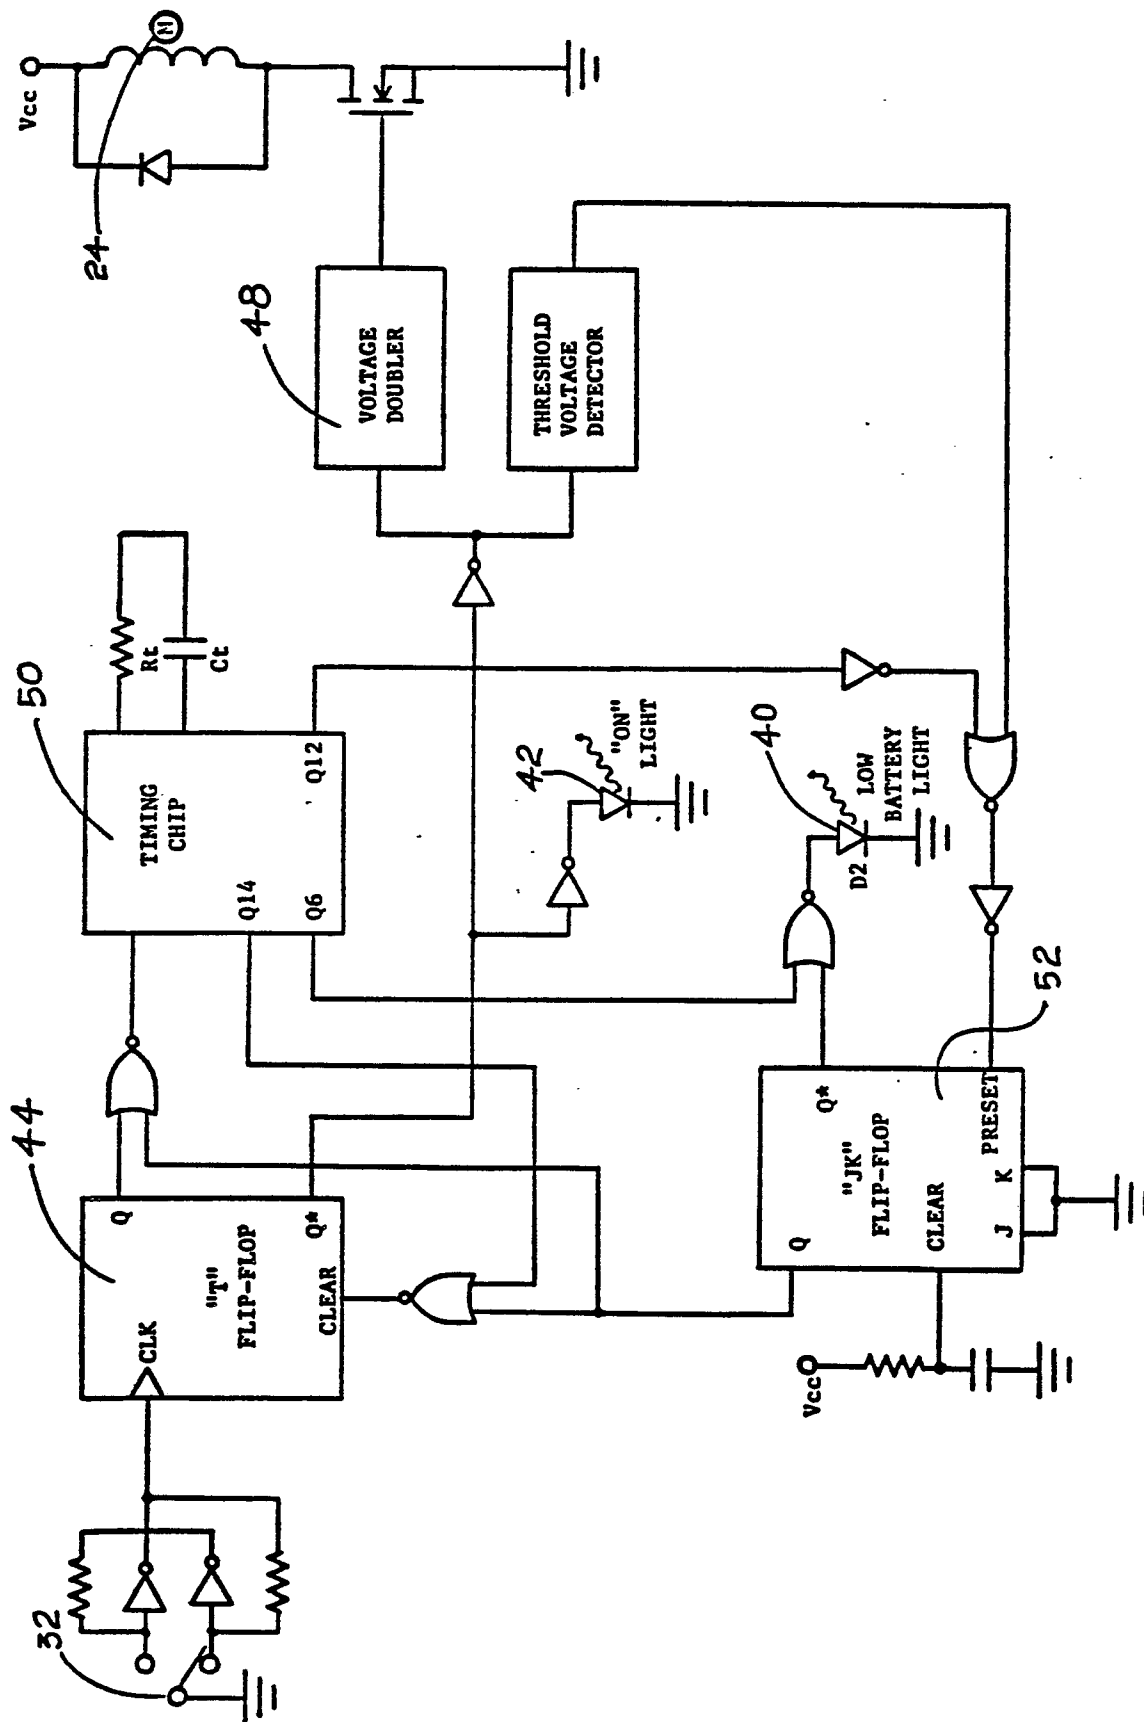 32
CLK
44
Q
"T"
FLIP-FLOP
Q*
CLEAR
50
TIMING
CHIP
Q14
Q6
Q12
Rt
Ct
24
Vcc
M
48
VOLTAGE
DOUBLER
THRESHOLD
VOLTAGE
DETECTOR
42
"ON"
LIGHT
40
D2
LOW
BATTERY
LIGHT
Vcc
Q
Q*
"JK"
FLIP-FLOP
CLEAR
J
K
PRESET
52